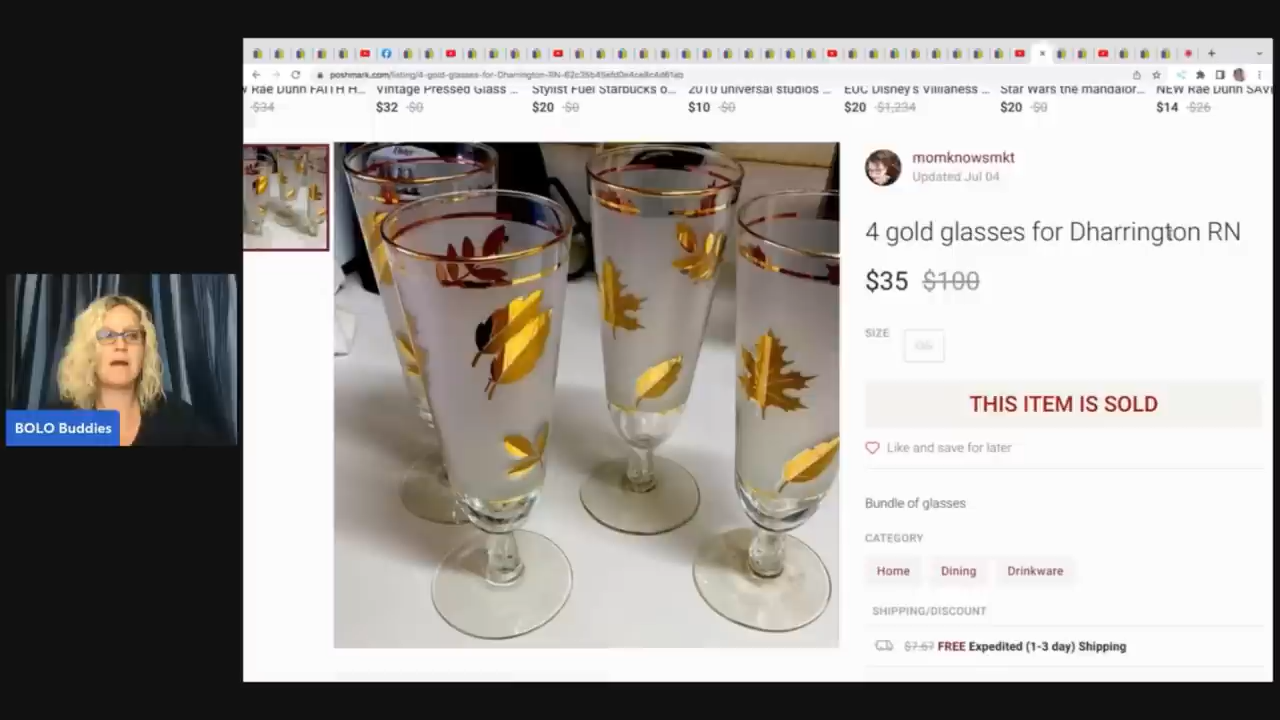 poshmark.com/listing/4-gold-glasses-for-Dharrington-RN-
w Rae Dunn FAITH H... Vintage Pressed Glass ... Stylist Fuel Starbucks o... 2010 universal studios ... EUC Disney's Villainess ... Star Wars the mandalor... NEW Rae Dunn SAVI
$34 $32 $0 $20 $0 $10 $0 $20 $1,234 $20 $0 $14 $26
momknowsmkt
Updated Jul 04
4 gold glasses for Dharrington RN
$35 $100
SIZE
THIS ITEM IS SOLD
Like and save for later
Bundle of glasses
CATEGORY
Home Dining Drinkware
SHIPPING/DISCOUNT
$7.67 FREE Expedited (1-3 day) Shipping
BOLO Buddies